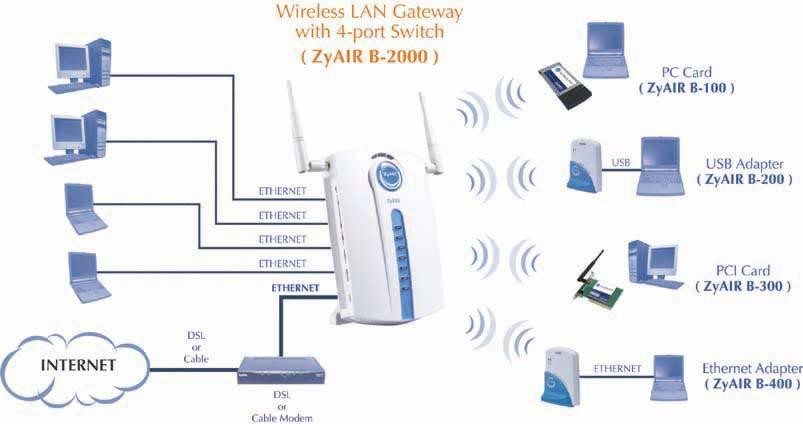 Wireless LAN Gateway
with 4-port Switch
( ZyAIR B-2000 )
PC Card
( ZyAIR B-100 )
USB
USB Adapter
( ZyAIR B-200 )
ETHERNET
ETHERNET
ETHERNET
ETHERNET
ETHERNET
ZyAIR
PCI Card
( ZyAIR B-300 )
INTERNET
DSL
or
Cable
DSL
or
Cable Modem
ETHERNET
Ethernet Adapter
( ZyAIR B-400 )